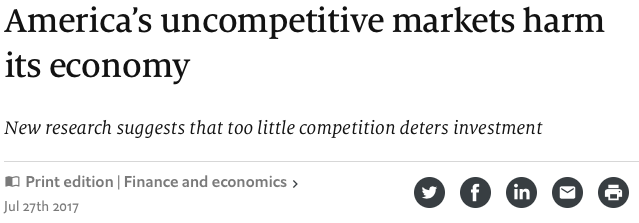 America’s uncompetitive markets harm
its economy
New research suggests that too little competition deters investment
Print edition | Finance and economics ›
Jul 27th 2017